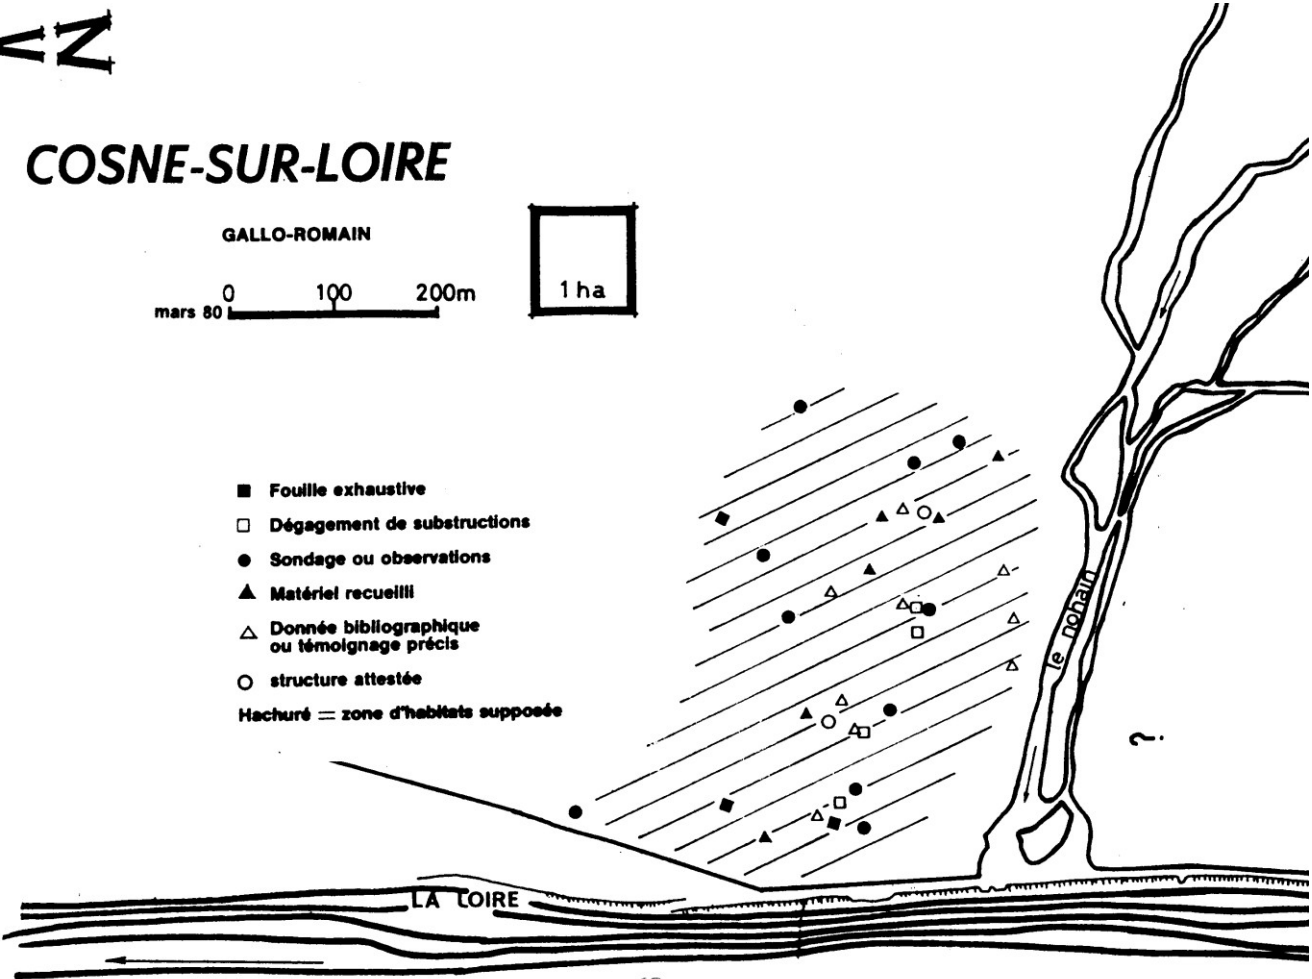 N
COSNE-SUR-LOIRE
GALLO-ROMAIN
0 100 200m
mars 80
1 ha
Fouille exhaustive
Dégagement de substructions
Sondage ou observations
Matériel recueilli
Donnée bibliographique
ou témoignage précis
structure attestée
Hachuré = zone d'habitats supposée
le nohain
?
LA LOIRE